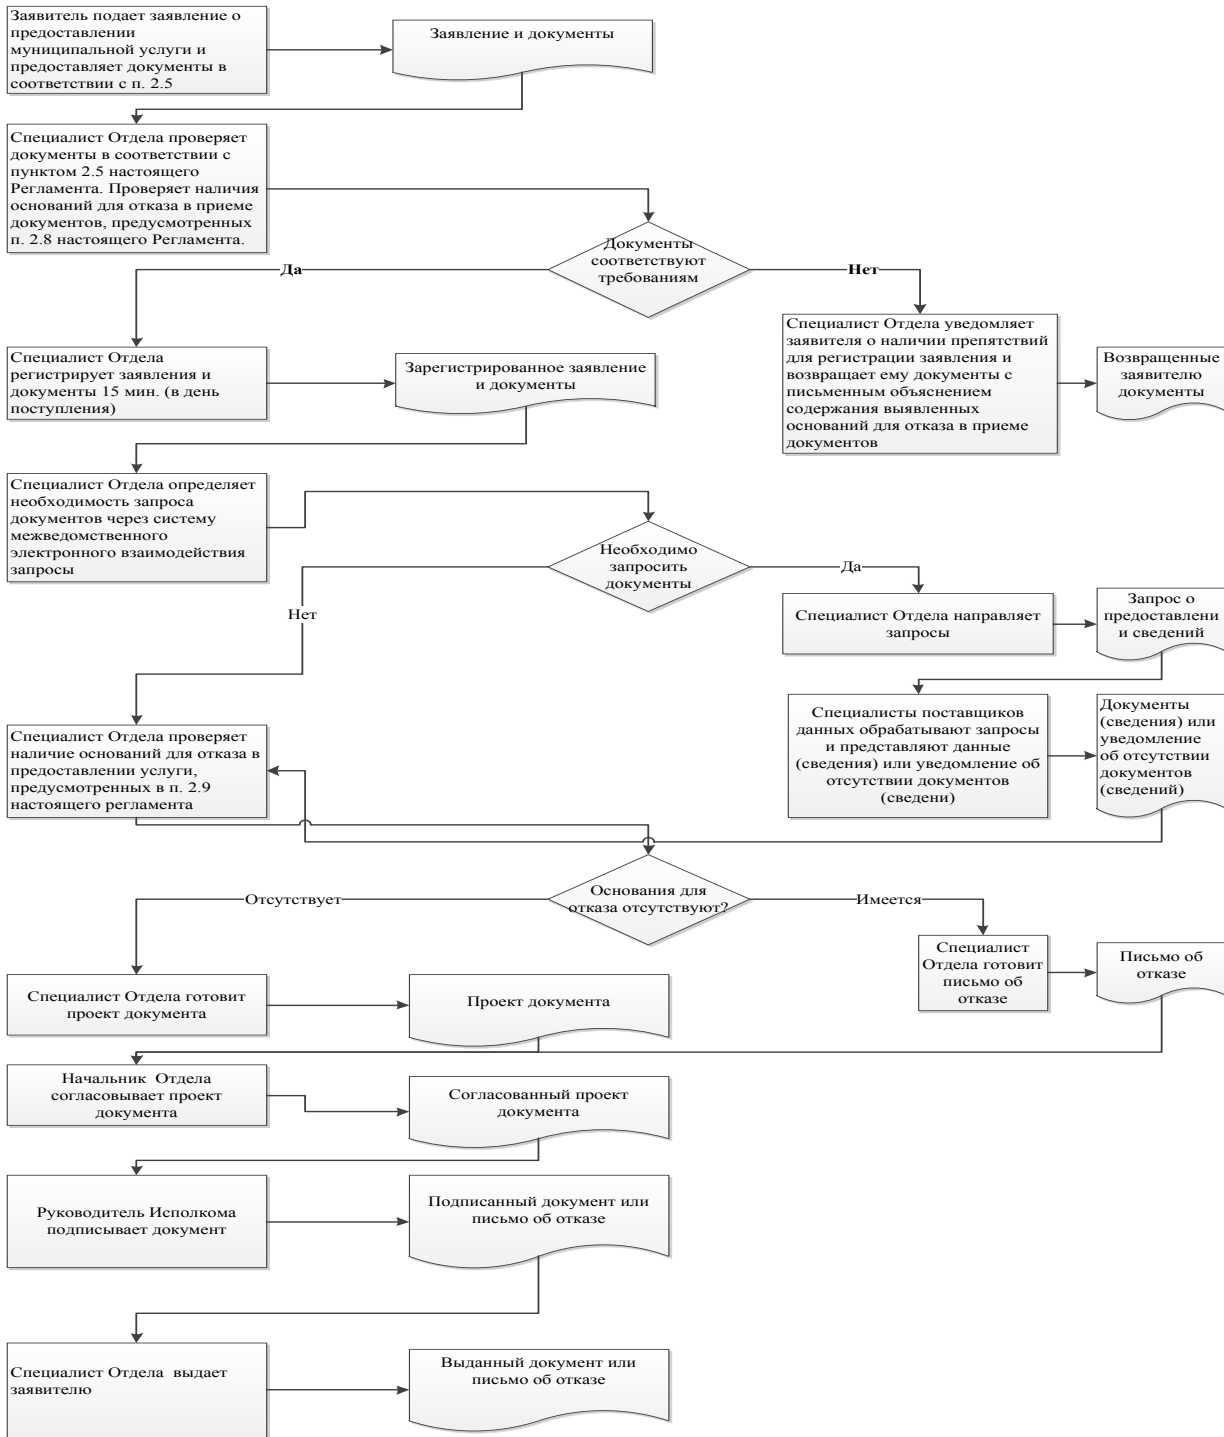 Заявитель подает заявление о
предоставлении
муниципальной услуги и
предоставляет документы в
соответствии с п. 2.5
Заявление и документы
Специалист Отдела проверяет
документы в соответствии с
пунктом 2.5 настоящего
Регламента. Проверяет наличия
оснований для отказа в приеме
документов, предусмотренных
п. 2.8 настоящего Регламента.
Документы
соответствуют
требованиям
Да
Нет
Специалист Отдела
регистрирует заявления и
документы 15 мин. (в день
поступления)
Зарегистрированное заявление
и документы
Специалист Отдела уведомляет
заявителя о наличии препятствий
для регистрации заявления и
возвращает ему документы с
письменным объяснением
содержания выявленных
оснований для отказа в приеме
документов
Возвращенные
заявителю
документы
Специалист Отдела определяет
необходимость запроса
документов через систему
межведомственного
электронного взаимодействия
запросы
Необходимо
запросить
документы
Да
Нет
Специалист Отдела направляет
запросы
Запрос о
предоставлени
и сведений
Специалист Отдела проверяет
наличие оснований для отказа в
предоставлении услуги,
предусмотренных в п. 2.9
настоящего регламента
Специалисты поставщиков
данных обрабатывают запросы
и представляют данные
(сведения) или уведомление об
отсутствии документов
(сведени)
Документы
(сведения) или
уведомление
об отсутствии
документов
(сведений)
Основания для
отказа отсутствуют?
Отсутствует
Имеется
Специалист
Отдела готовит
письмо об
отказе
Письмо об
отказе
Специалист Отдела готовит
проект документа
Проект документа
Начальник  Отдела
согласовывает проект
документа
Согласованный проект
документа
Руководитель Исполкома
подписывает документ
Подписанный документ или
письмо об отказе
Специалист Отдела  выдает
заявителю
Выданный документ или
письмо об отказе